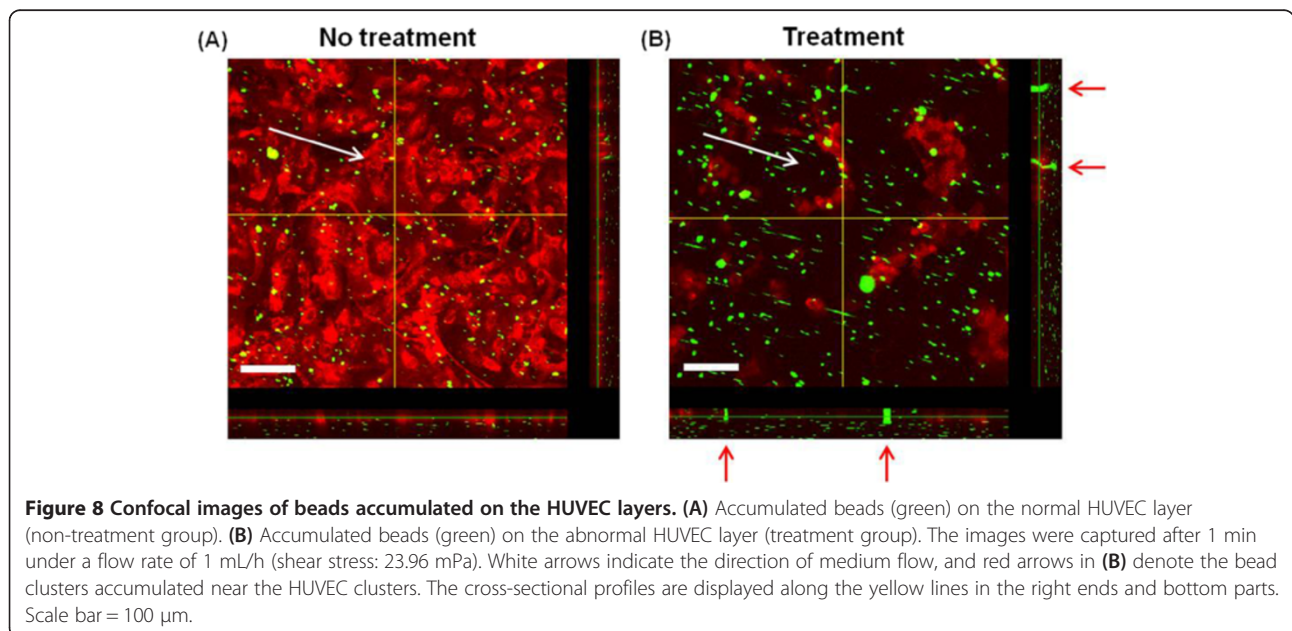 (A) No treatment (B) Treatment
Figure 8 Confocal images of beads accumulated on the HUVEC layers. (A) Accumulated beads (green) on the normal HUVEC layer
(non-treatment group). (B) Accumulated beads (green) on the abnormal HUVEC layer (treatment group). The images were captured after 1 min
under a flow rate of 1 mL/h (shear stress: 23.96 mPa). White arrows indicate the direction of medium flow, and red arrows in (B) denote the bead
clusters accumulated near the HUVEC clusters. The cross-sectional profiles are displayed along the yellow lines in the right ends and bottom parts.
Scale bar = 100 μm.